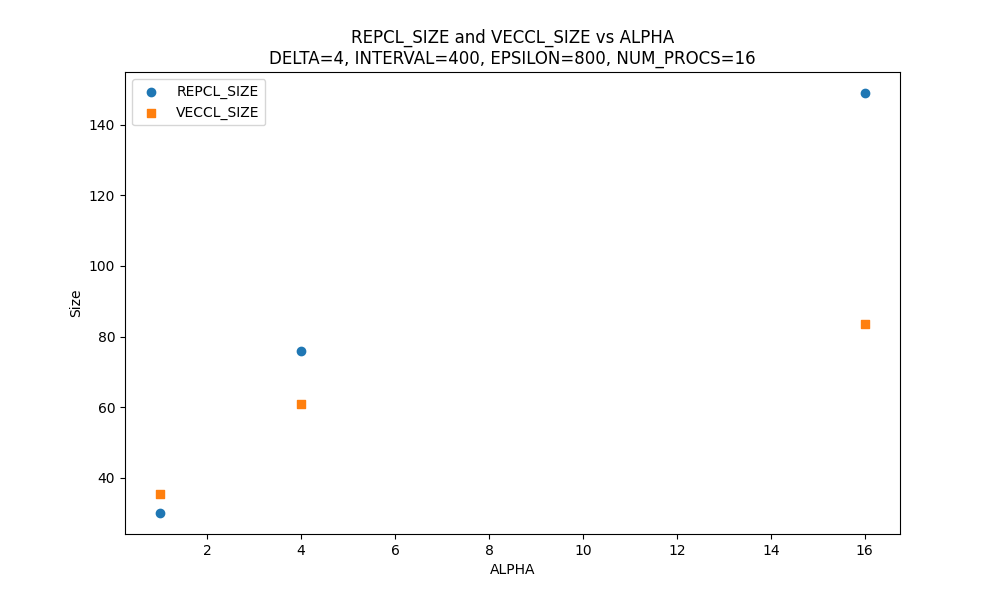 REPCL_SIZE and VECCL_SIZE vs ALPHA
DELTA=4, INTERVAL=400, EPSILON=800, NUM_PROCS=16
REPCL_SIZE
VECCL_SIZE
140
120
100
80
60
40
Size
2 4 6 8 10 12 14 16
ALPHA